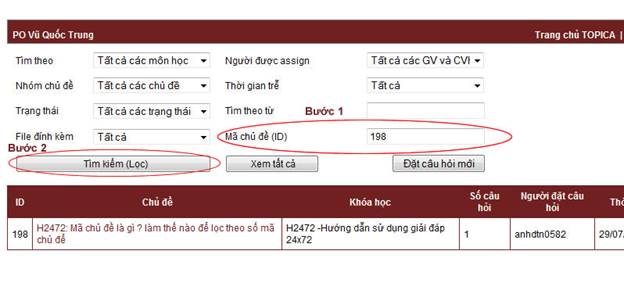 PO Vũ Quốc Trung Trang chủ TOPICA |
Tìm theo Tất cả các môn học Người được assign Tất cả các GV và CVH
Nhóm chủ đề Tất cả các chủ đề Thời gian trễ Tất cả
Trạng thái Tất cả các trạng thái Tìm theo từ Bước 1
File đính kèm Tất cả Mã chủ đề (ID) 198
Bước 2
Tìm kiếm (Lọc) Xem tất cả Đặt câu hỏi mới
ID Chủ đề Khóa học Số câu hỏi Người đặt câu hỏi
198 H2472: Mã chủ đề là gì ? làm thế nào để lọc theo số mã chủ để H2472 -Hướng dẫn sử dụng giải đáp 24x72 1 anhdtn0582 29/07